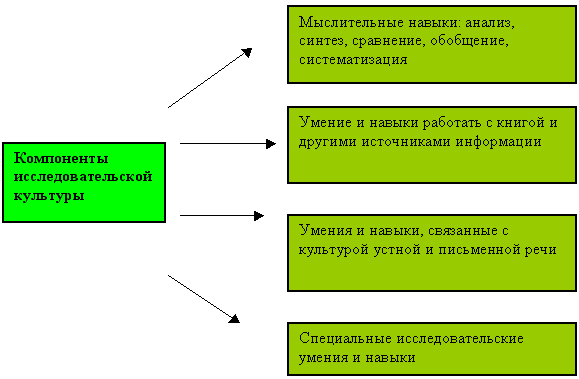 Компоненты
исследовательской
культуры
Мыслительные навыки: анализ,
синтез, сравнение, обобщение,
систематизация
Умение и навыки работать с книгой и
другими источниками информации
Умения и навыки, связанные с
культурой устной и письменной речи
Специальные исследовательские
умения и навыки